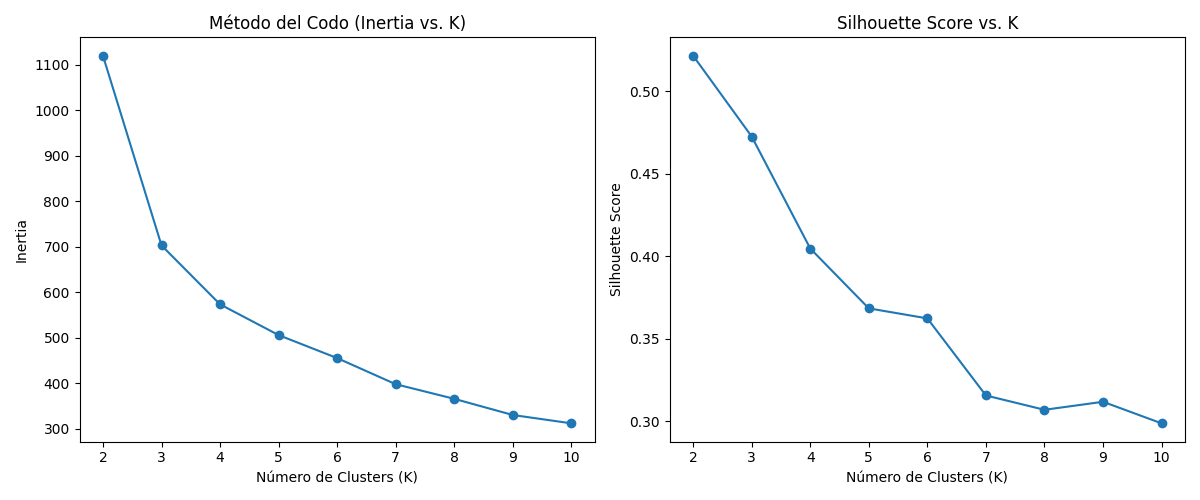 Método del Codo (Inertia vs. K)
Inertia
1100
1000
900
800
700
600
500
400
300
2 3 4 5 6 7 8 9 10
Número de Clusters (K)
Silhouette Score vs. K
Silhouette Score
0.50
0.45
0.40
0.35
0.30
2 3 4 5 6 7 8 9 10
Número de Clusters (K)